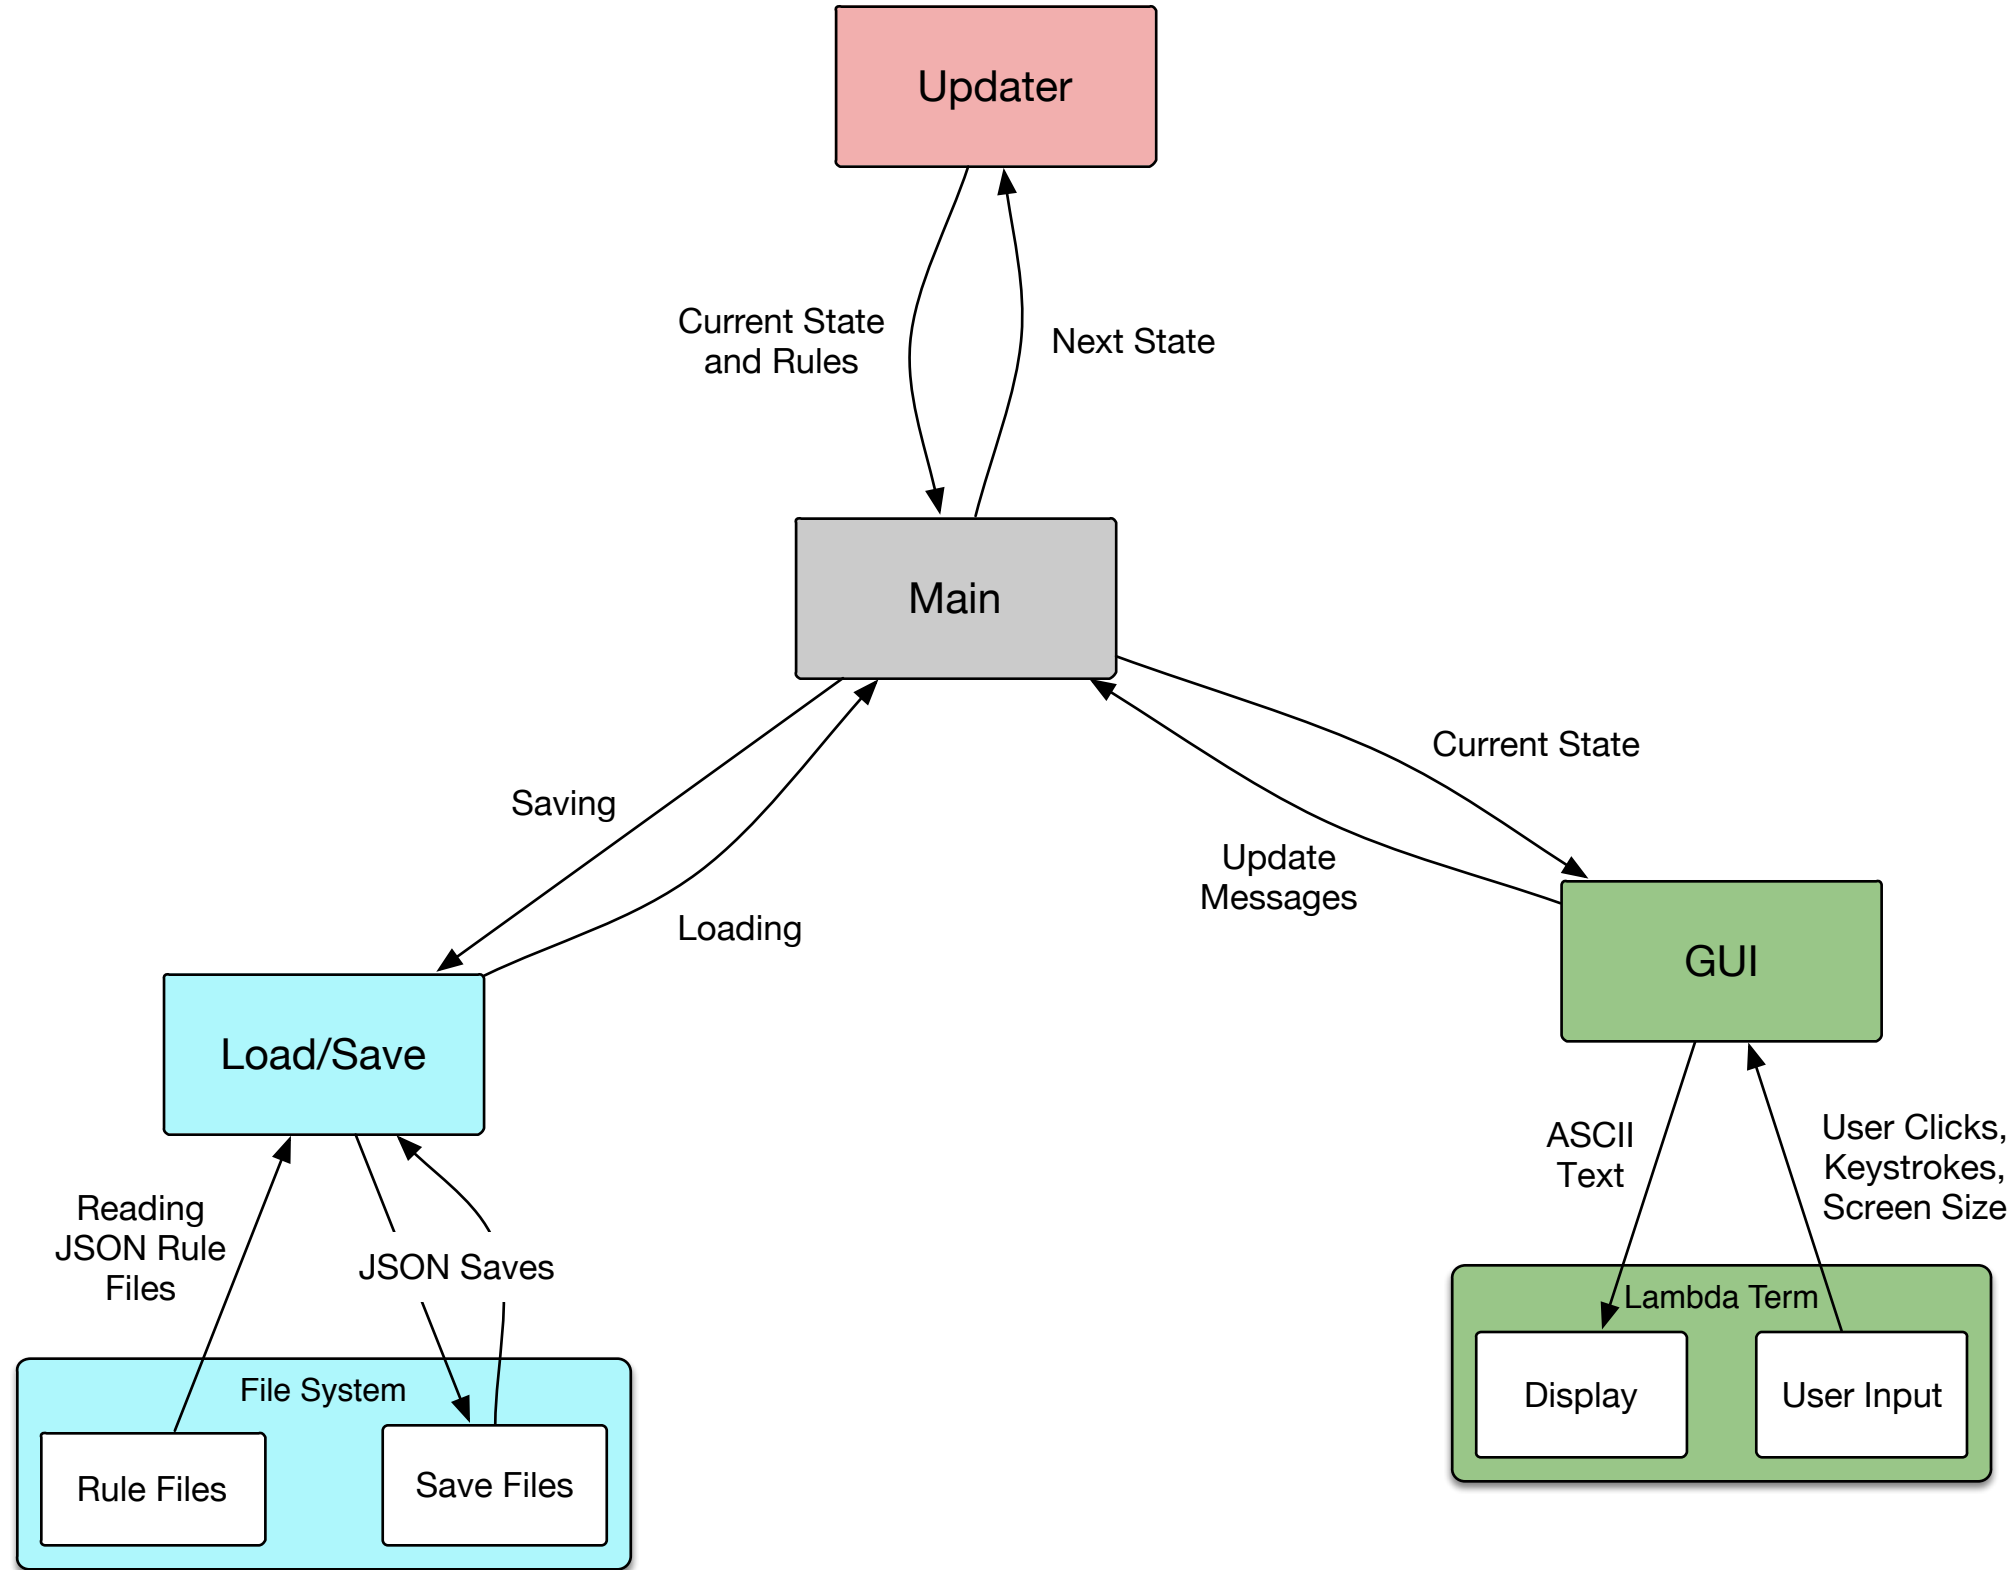 Updater
Current State
and Rules
Next State
Main
Current State
Saving
Update
Messages
Loading
GUI
Load/Save
ASCII
Text
User Clicks,
Keystrokes,
Screen Size
Reading
JSON Rule
Files
JSON Saves
Lambda Term
Display
User Input
File System
Rule Files
Save Files